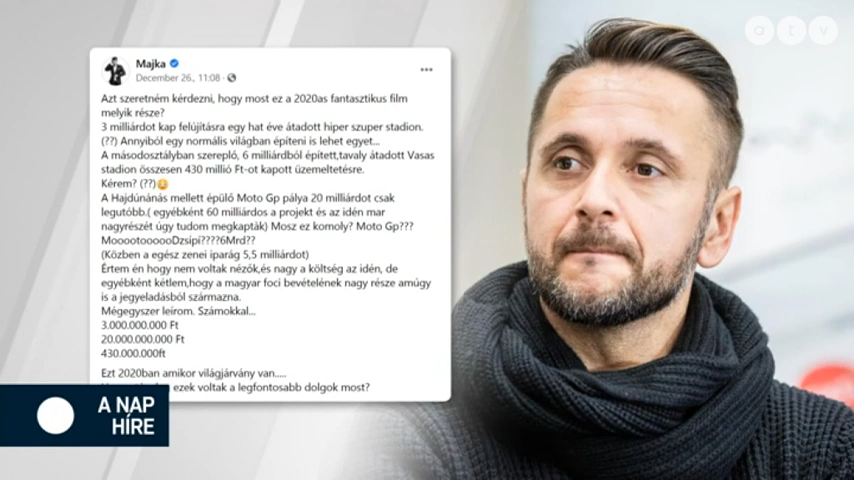 atv
Majka
December 26., 11:08 ·
Azt szeretném kérdezni, hogy most ez a 2020as fantasztikus film
melyik része?
3 milliárdot kap felújításra egy hat éve átadott hiper szuper stadion.
(??) Annyiból egy normális világban építeni is lehet egyet...
A másodosztályban szereplő, 6 milliárdból épített,tavaly átadott Vasas
stadion összesen 430 millió Ft-ot kapott üzemeltetésre.
Kérem? (??)
A Hajdúnánás mellett épülő Moto Gp pálya 20 milliárdot csak
legutóbb.( egyébként 60 milliárdos a projekt és az idén mar
nagyrészét úgy tudom megkapták) Mosz ez komoly? Moto Gp???
MooootoooooDzsipí????6Mrd??
(Közben a egész zenei iparág 5,5 milliárdot)
Értem én hogy nem voltak nézők,és nagy a költség az idén, de
egyébként kétlem,hogy a magyar foci bevételének nagy része amúgy
is a jegyeladásból származna.
Mégegyszer leírom. Számokkal...
3.000.000.000 Ft
20.000.000.000 Ft
430.000.000ft
Ezt 2020ban amikor világjárvány van.....
ezek voltak a legfontosabb dolgok most?
A NAP
HÍRE